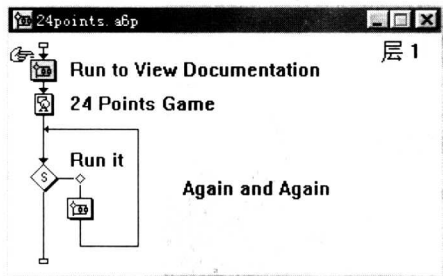 24points.a6p
层 1
Run to View Documentation
24 Points Game
Run it
S
Again and Again